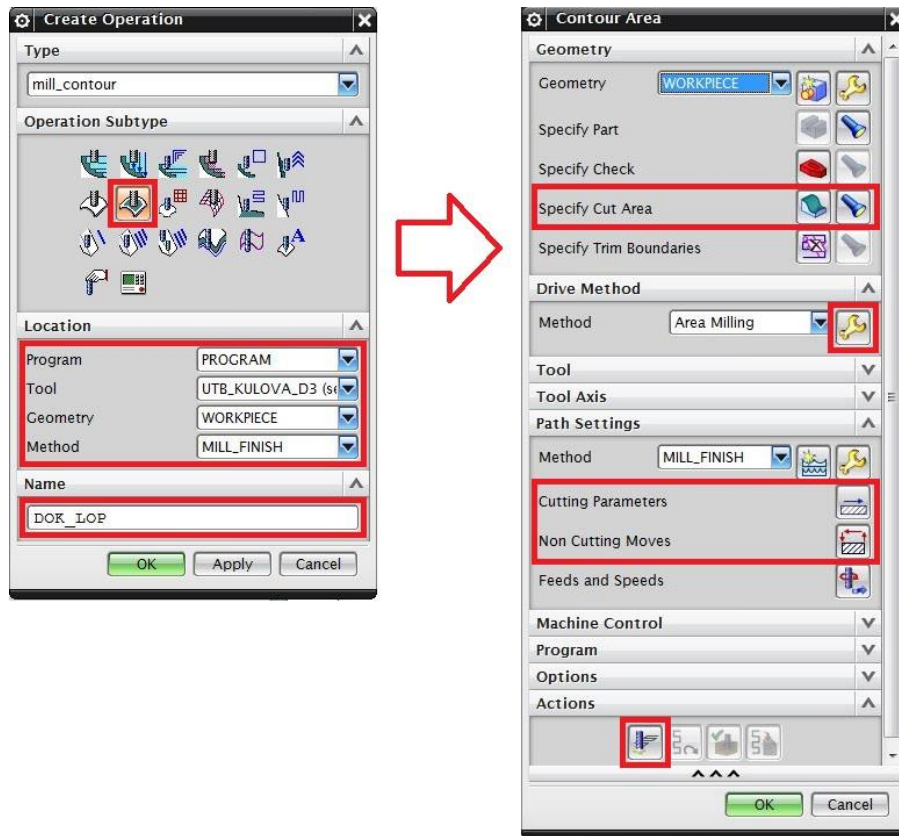 Create Operation
Type
mill_contour
Operation Subtype
Location
Program PROGRAM
Tool UTB_KULOVA_D3 (se
Geometry WORKPIECE
Method MILL_FINISH
Name
DOK_LOP
OK Apply Cancel
Contour Area
Geometry
Geometry WORKPIECE
Specify Part
Specify Check
Specify Cut Area
Specify Trim Boundaries
Drive Method
Method Area Milling
Tool
Tool Axis
Path Settings
Method MILL_FINISH
Cutting Parameters
Non Cutting Moves
Feeds and Speeds
Machine Control
Program
Options
Actions
OK Cancel